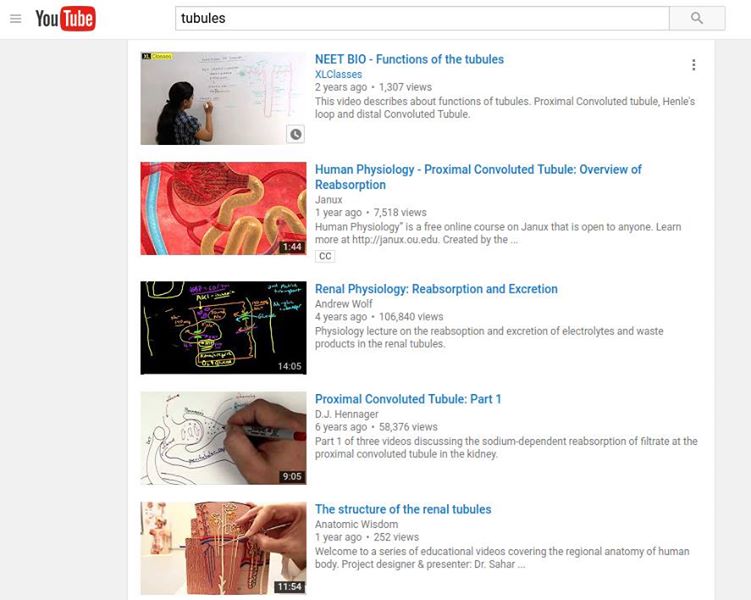 YouTube
tubules
XL Classes
NEET BIO - Functions of the tubules
XLClasses
2 years ago • 1,307 views
This video describes about functions of tubules. Proximal Convoluted tubule, Henle's
loop and distal Convoluted Tubule.
Human Physiology - Proximal Convoluted Tubule: Overview of
Reabsorption
Janux
1 year ago • 7,518 views
Human Physiology” is a free online course on Janux that is open to anyone. Learn
more at http://janux.ou.edu. Created by the ...
CC
1:44
Renal Physiology: Reabsorption and Excretion
Andrew Wolf
4 years ago • 106,840 views
Physiology lecture on the reabsoption and excretion of electrolytes and waste
products in the renal tubules.
14:05
Proximal Convoluted Tubule: Part 1
D.J. Hennager
6 years ago • 58,376 views
Part 1 of three videos discussing the sodium-dependent reabsorption of filtrate at the
proximal convoluted tubule in the kidney.
9:05
The structure of the renal tubules
Anatomic Wisdom
1 year ago • 252 views
Welcome to a series of educational videos covering the regional anatomy of human
body. Project designer & presenter: Dr. Sahar ...
11:54